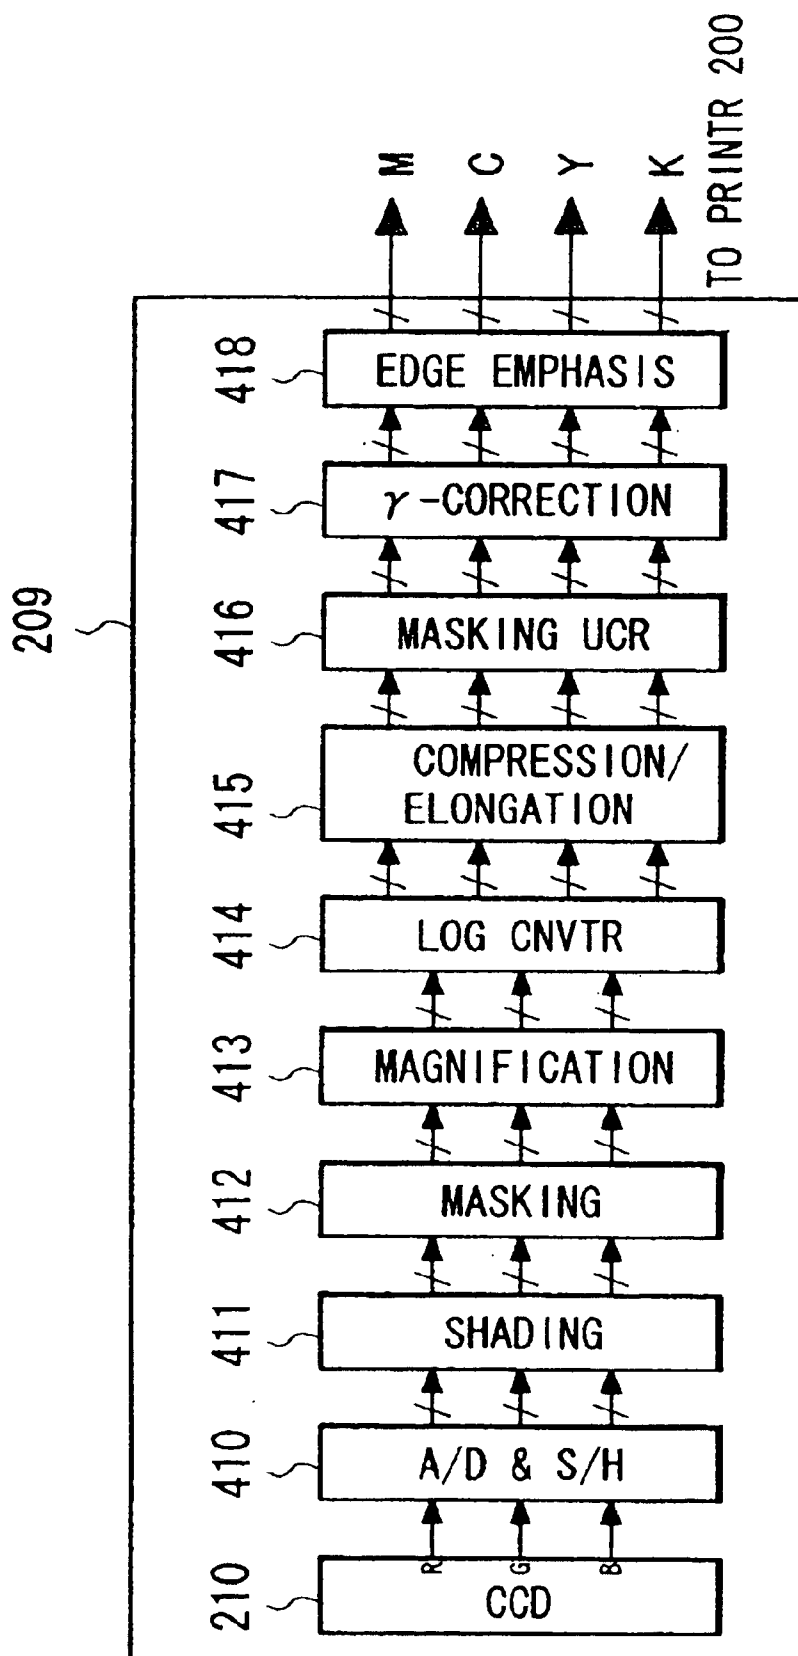 TO PRINTR 200
M
C
Y
K
209
418
EDGE EMPHASIS
417
γ-CORRECTION
416
MASKING UCR
415
COMPRESSION/
ELONGATION
414
LOG CNVTR
413
MAGNIFICATION
412
MASKING
411
SHADING
410
A/D & S/H
R
G
B
210
CCD